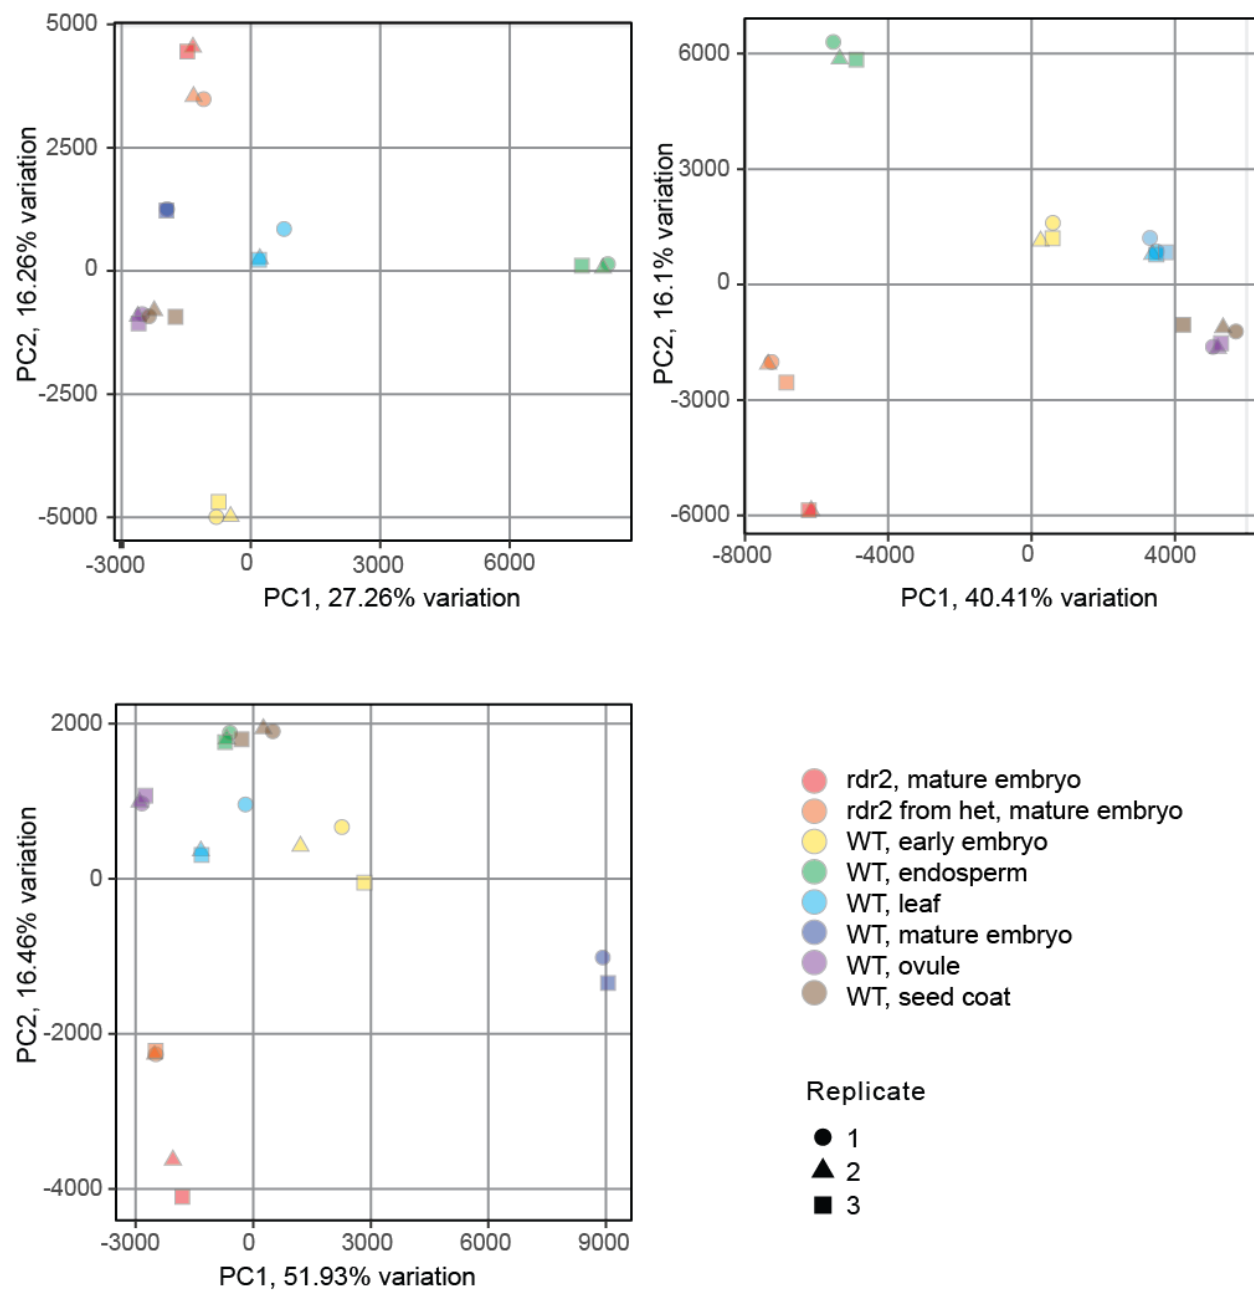 5000
2500
0
-2500
-5000
PC2, 16.26% variation
-3000 0 3000 6000
PC1, 27.26% variation
6000
3000
0
-3000
-6000
PC2, 16.1% variation
-8000 -4000 0 4000
PC1, 40.41% variation
2000
0
-2000
-4000
PC2, 16.46% variation
-3000 0 3000 6000 9000
PC1, 51.93% variation
rdr2, mature embryo
rdr2 from het, mature embryo
WT, early embryo
WT, endosperm
WT, leaf
WT, mature embryo
WT, ovule
WT, seed coat
Replicate
1
2
3